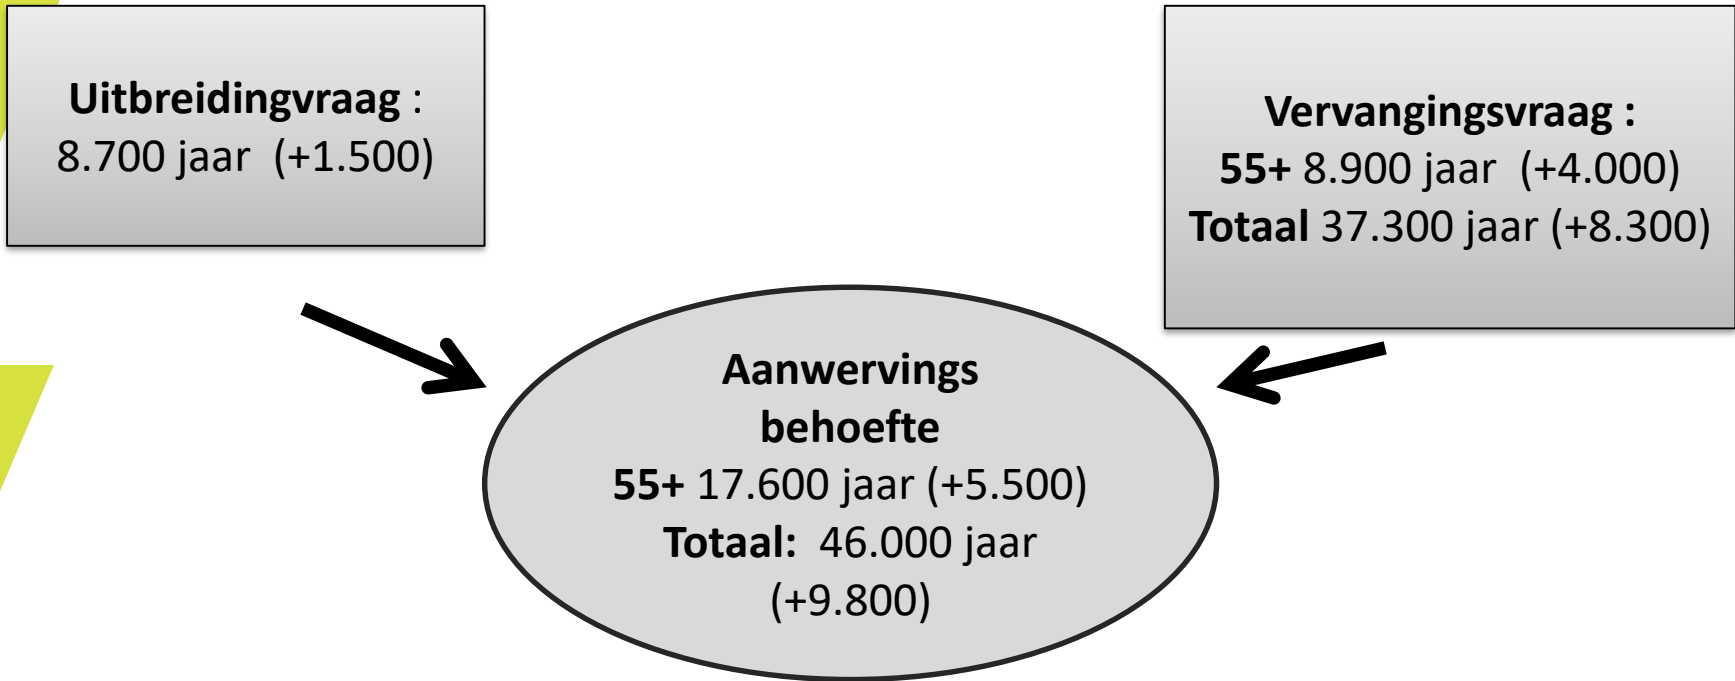 Uitbreidingvraag :
8.700 jaar (+1.500)
Vervangingsvraag :
55+ 8.900 jaar (+4.000)
Totaal 37.300 jaar (+8.300)
Aanwervings
behoefte
55+ 17.600 jaar (+5.500)
Totaal: 46.000 jaar
(+9.800)